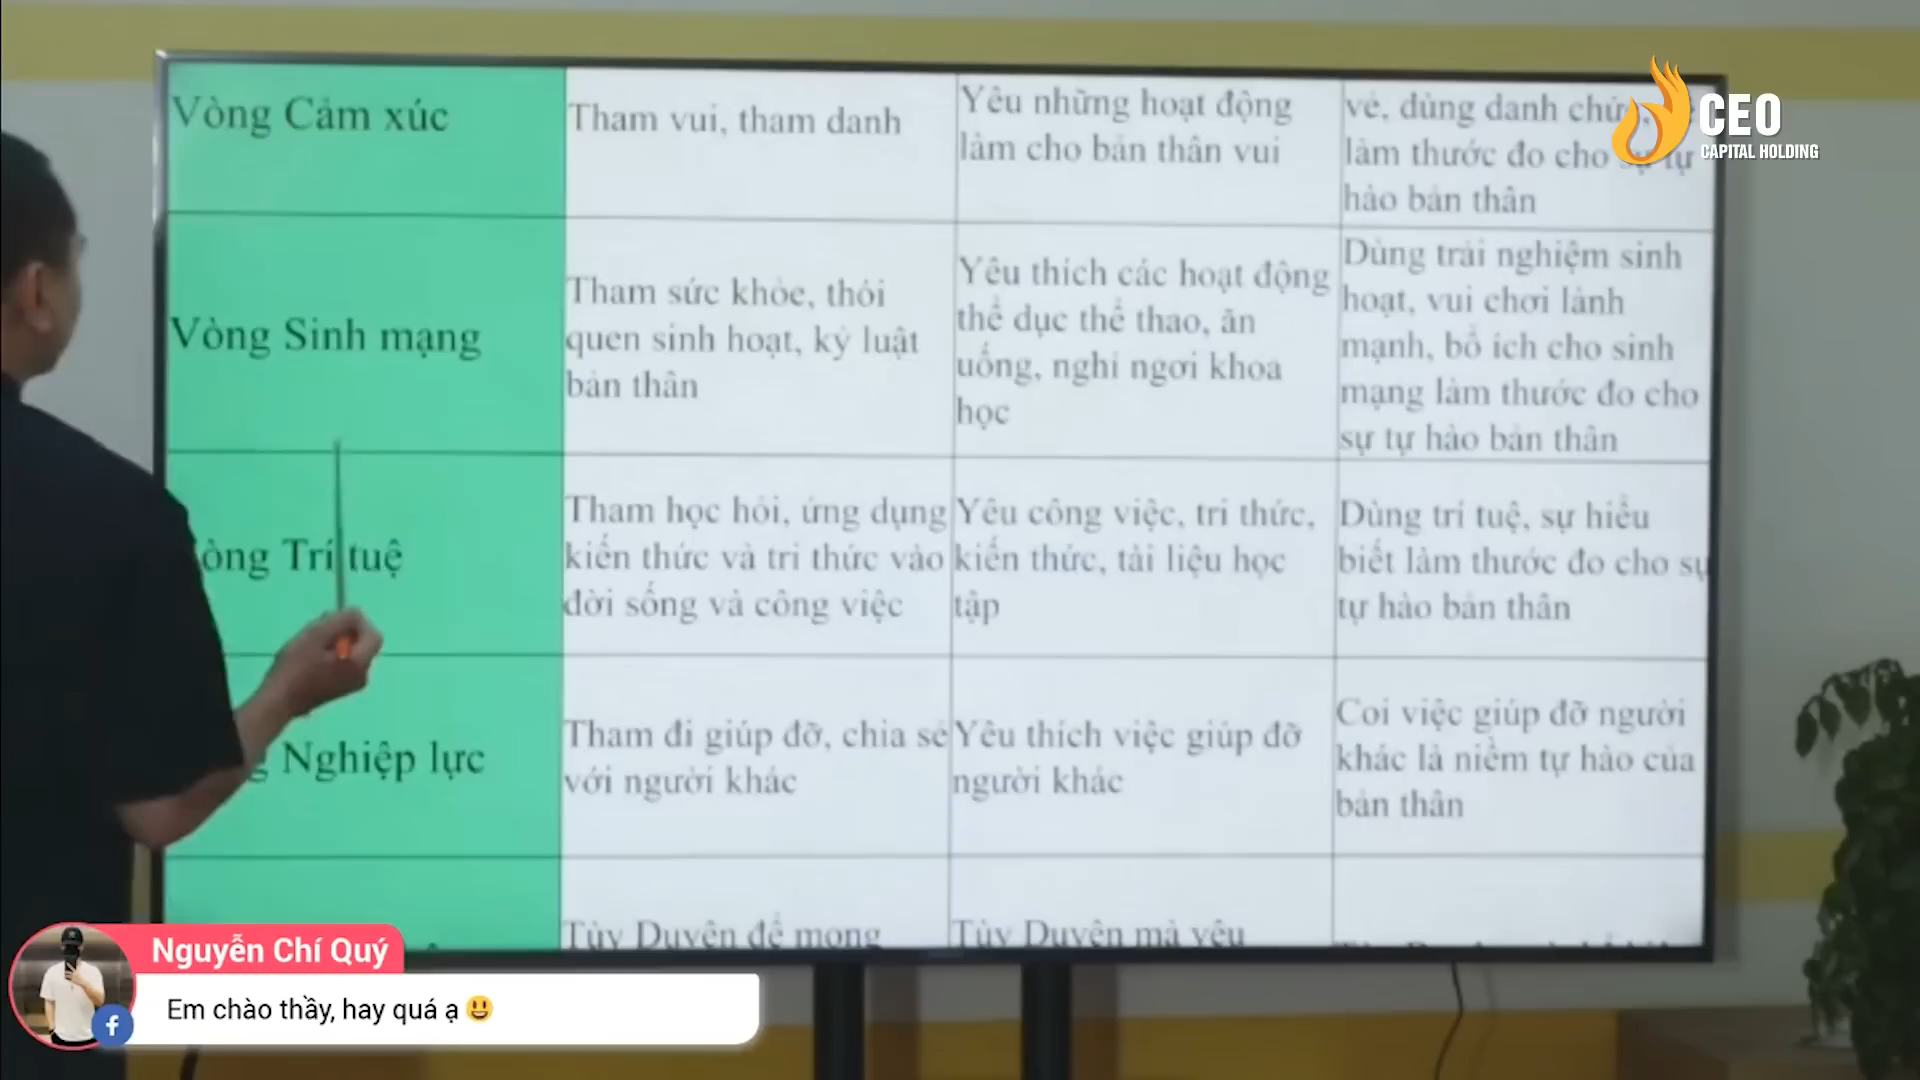 CEO
CAPITAL HOLDING
Vòng Cảm xúc
Tham vui, tham danh
Yêu những hoạt động
làm cho bản thân vui
vẻ, dùng danh chứ
làm thước đo cho sự tự
hào bản thân
Vòng Sinh mạng
Tham sức khỏe, thói
quen sinh hoạt, kỷ luật
bản thân
Yêu thích các hoạt động
thể dục thể thao, ăn
uống, nghỉ ngơi khoa
học
Dùng trải nghiệm sinh
hoạt, vui chơi lành
mạnh, bổ ích cho sinh
mạng làm thước đo cho
sự tự hào bản thân
òng Trí tuệ
Tham học hỏi, ứng dụng
kiến thức và tri thức vào
đời sống và công việc
Yêu công việc, tri thức,
kiến thức, tài liệu học
tập
Dùng trí tuệ, sự hiểu
biết làm thước đo cho sự
tự hào bản thân
g Nghiệp lực
Tham đi giúp đỡ, chia sẻ
với người khác
Yêu thích việc giúp đỡ
người khác
Coi việc giúp đỡ người
khác là niềm tự hào của
bản thân
Tùy Duyên để mong
Tùy Duyên mà yêu
Nguyễn Chí Quý
Em chào thầy, hay quá ạ 😃